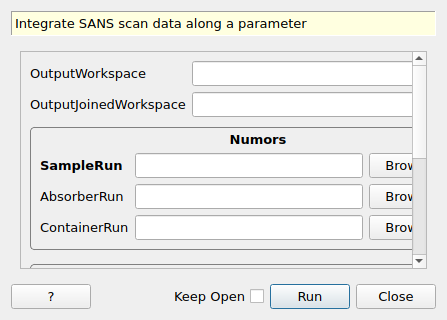 Integrate SANS scan data along a parameter
OutputWorkspace
OutputJoinedWorkspace
Numors
SampleRun Brow
AbsorberRun Brow
ContainerRun Brow
? Keep Open Run Close